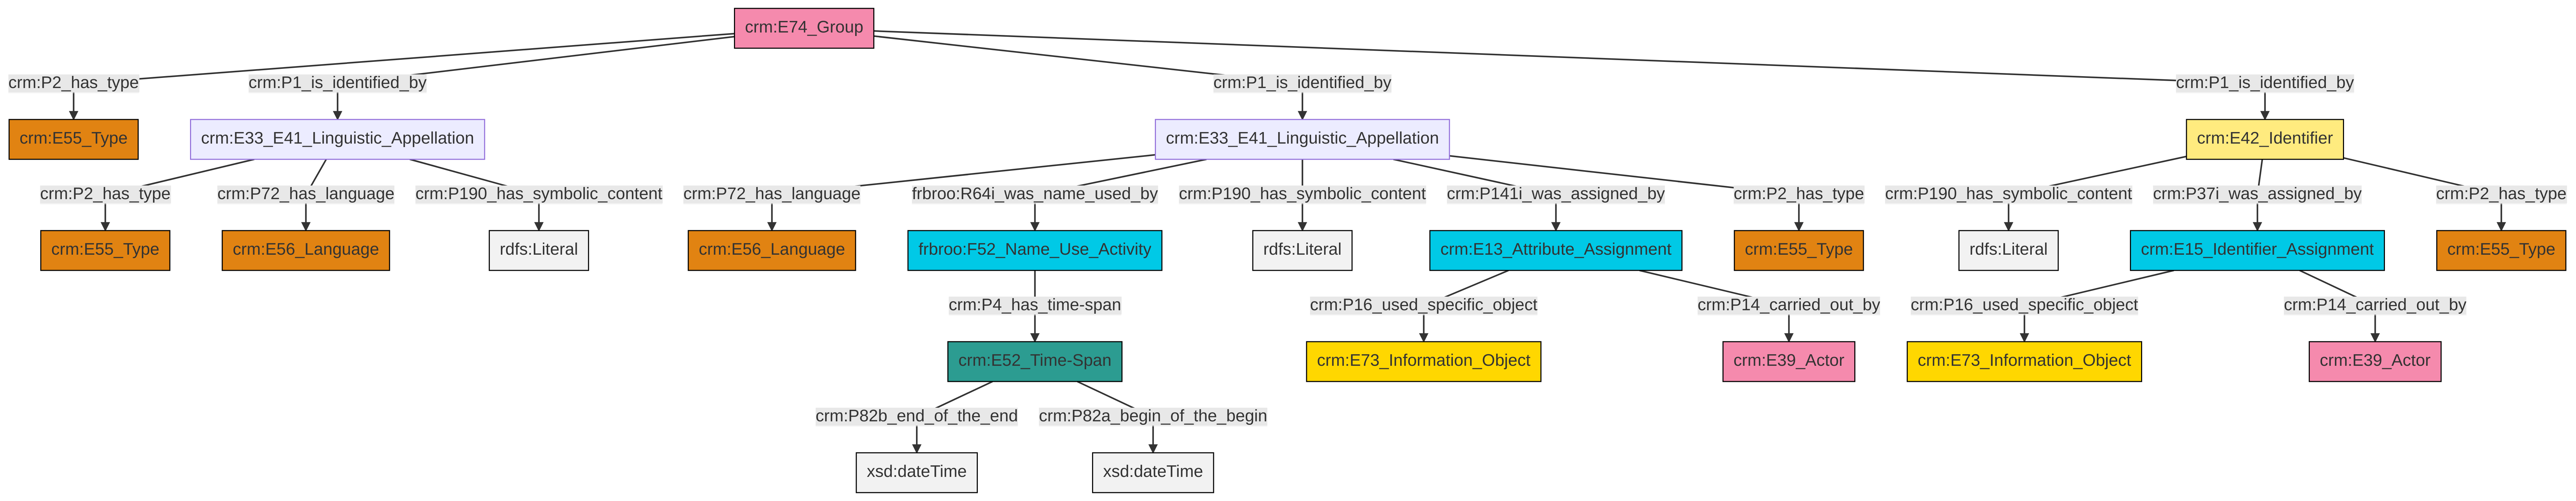 crm:E74_Group
crm:P2_has_type
crm:P1_is_identified_by
crm:P1_is_identified_by
crm:P1_is_identified_by
crm:E55_Type
crm:E33_E41_Linguistic_Appellation
crm:E33_E41_Linguistic_Appellation
crm:E42_Identifier
crm:P2_has_type
crm:P72_has_language
crm:P190_has_symbolic_content
crm:P72_has_language
frbroo:R64i_was_name_used_by
crm:P190_has_symbolic_content
crm:P141i_was_assigned_by
crm:P2_has_type
crm:P190_has_symbolic_content
crm:P37i_was_assigned_by
crm:P2_has_type
crm:E55_Type
crm:E56_Language
rdfs:Literal
crm:E56_Language
frbroo:F52_Name_Use_Activity
rdfs:Literal
crm:E13_Attribute_Assignment
crm:E55_Type
rdfs:Literal
crm:E15_Identifier_Assignment
crm:E55_Type
crm:P4_has_time-span
crm:P16_used_specific_object
crm:P14_carried_out_by
crm:P16_used_specific_object
crm:P14_carried_out_by
crm:E52_Time-Span
crm:E73_Information_Object
crm:E39_Actor
crm:E73_Information_Object
crm:E39_Actor
crm:P82b_end_of_the_end
crm:P82a_begin_of_the_begin
xsd:dateTime
xsd:dateTime